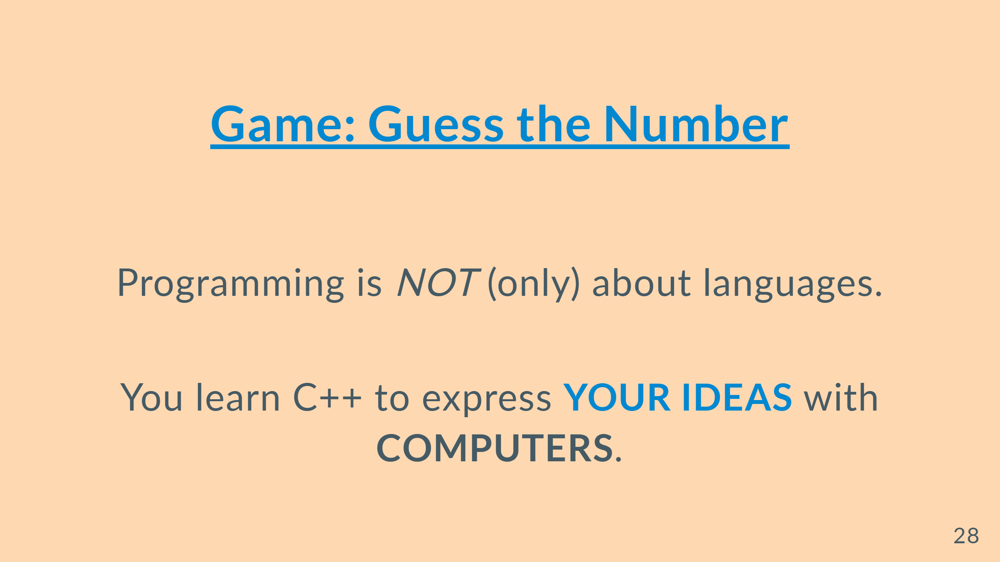 Game: Guess the Number
Programming is NOT (only) about languages.
You learn C++ to express YOUR IDEAS with
COMPUTERS.
28